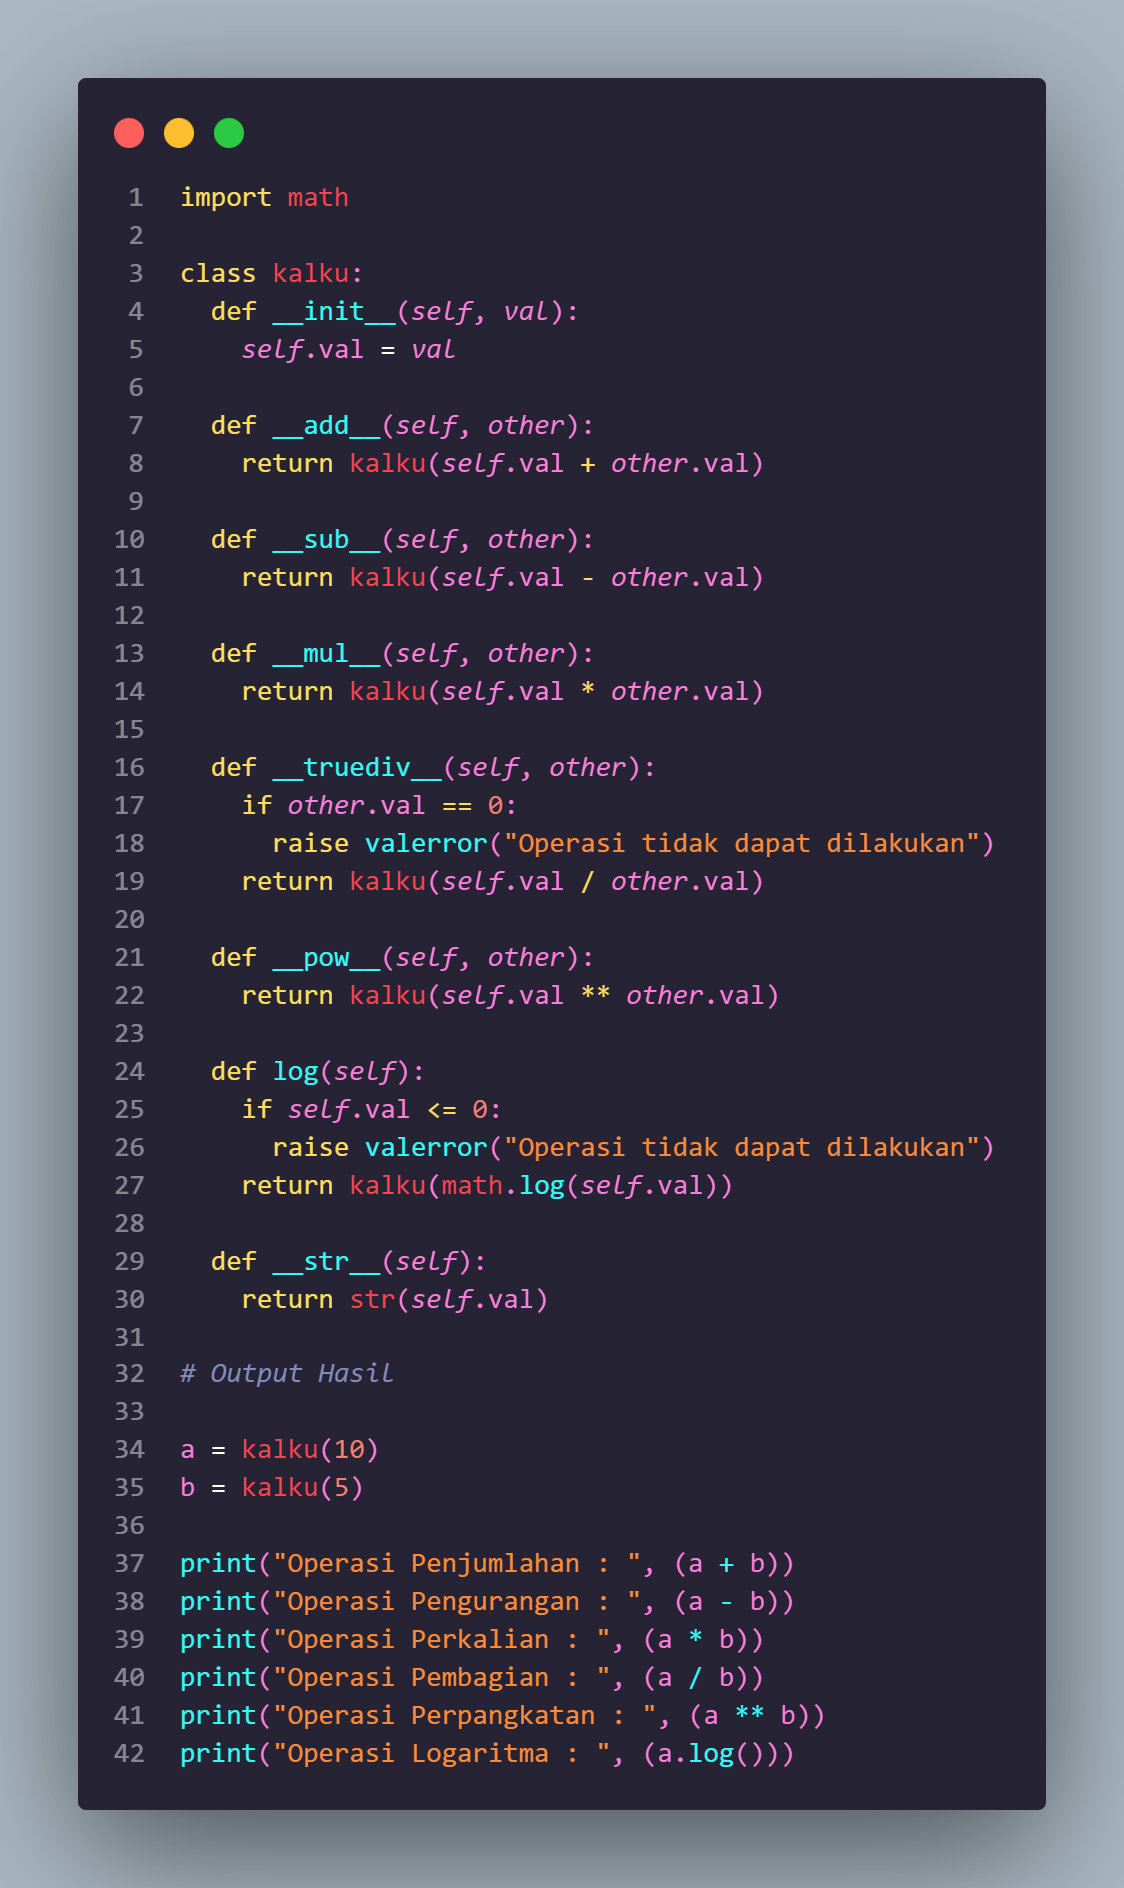 1 import math
2
3 class kalku:
4   def __init__(self, val):
5     self.val = val
6
7   def __add__(self, other):
8     return kalku(self.val + other.val)
9
10   def __sub__(self, other):
11     return kalku(self.val - other.val)
12
13   def __mul__(self, other):
14     return kalku(self.val * other.val)
15
16   def __truediv__(self, other):
17     if other.val == 0:
18       raise valerror("Operasi tidak dapat dilakukan")
19     return kalku(self.val / other.val)
20
21   def __pow__(self, other):
22     return kalku(self.val ** other.val)
23
24   def log(self):
25     if self.val <= 0:
26       raise valerror("Operasi tidak dapat dilakukan")
27     return kalku(math.log(self.val))
28
29   def __str__(self):
30     return str(self.val)
31
32 # Output Hasil
33
34 a = kalku(10)
35 b = kalku(5)
36
37 print("Operasi Penjumlahan : ", (a + b))
38 print("Operasi Pengurangan : ", (a - b))
39 print("Operasi Perkalian : ", (a * b))
40 print("Operasi Pembagian : ", (a / b))
41 print("Operasi Perpangkatan : ", (a ** b))
42 print("Operasi Logaritma : ", (a.log()))